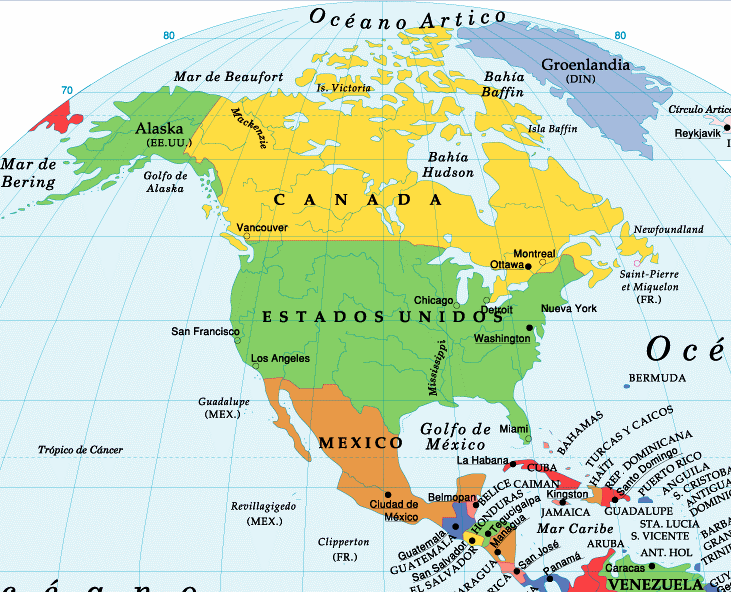 Océano Artico
80
80
Groenlandia
(DIN)
Mar de Beaufort
Bahía
Baffin
Is. Victoria
70
Círculo Artico
Reykjavik
Mackenzie
Isla Baffin
Alaska
(EE.UU.)
Mar de
Bering
Golfo de
Alaska
Bahía
Hudson
CANADA
Vancouver
Newfoundland
Montreal
Ottawa
Saint-Pierre
et Miquelon
(FR.)
Chicago
Detroit
Nueva York
ESTADOS UNIDOS
San Francisco
Washington
Océ
Los Angeles
Mississippi
BERMUDA
Guadalupe
(MEX.)
Golfo de
México
Miami
BAHAMAS
TURCAS Y CAICOS
MEXICO
Trópico de Cáncer
La Habana
CUBA
HAITI
REP. DOMINICANA
Santo Domingo
PUERTO RICO
ANGUILA
S. CRISTOBA
ANTIGUA
DOMINIC
CAIMAN
Kingston
JAMAICA
GUADALUPE
STA. LUCIA
S. VICENTE
Ciudad de
México
Belmopan
BELICE
HONDURAS
Tegucigalpa
Managua
Revillagigedo
(MEX.)
Mar Caribe
BARBA
GRAN
TRINI
ARUBA
ANT. HOL
Clipperton
(FR.)
Guatemala
GUATEMALA
San Salvador
EL SALVADOR
San José
Panamá
Caracas
VENEZUELA
GUY
ARAGUA
RICA
céano